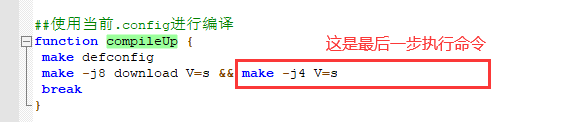 ##使用当前.config进行编译
function compileUp {
这是最后一步执行命令
make defconfig
make -j8 download V=s && make -j4 V=s
break
}